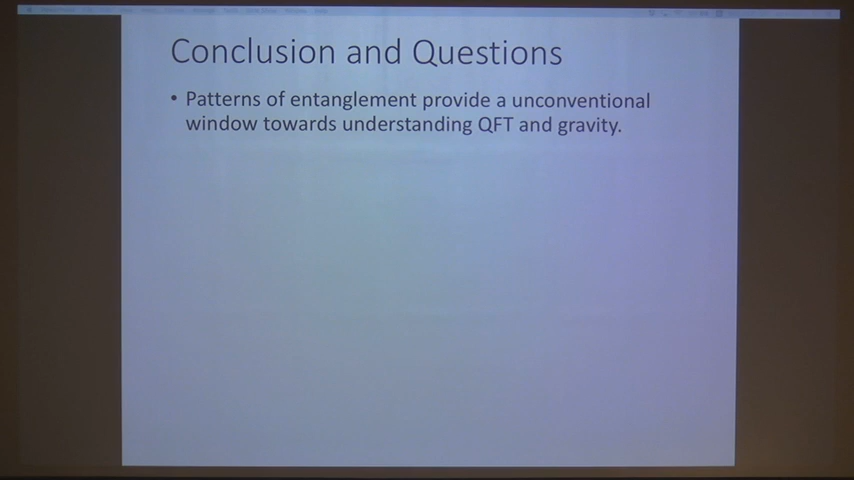 Conclusion and Questions
• Patterns of entanglement provide a unconventional
window towards understanding QFT and gravity.